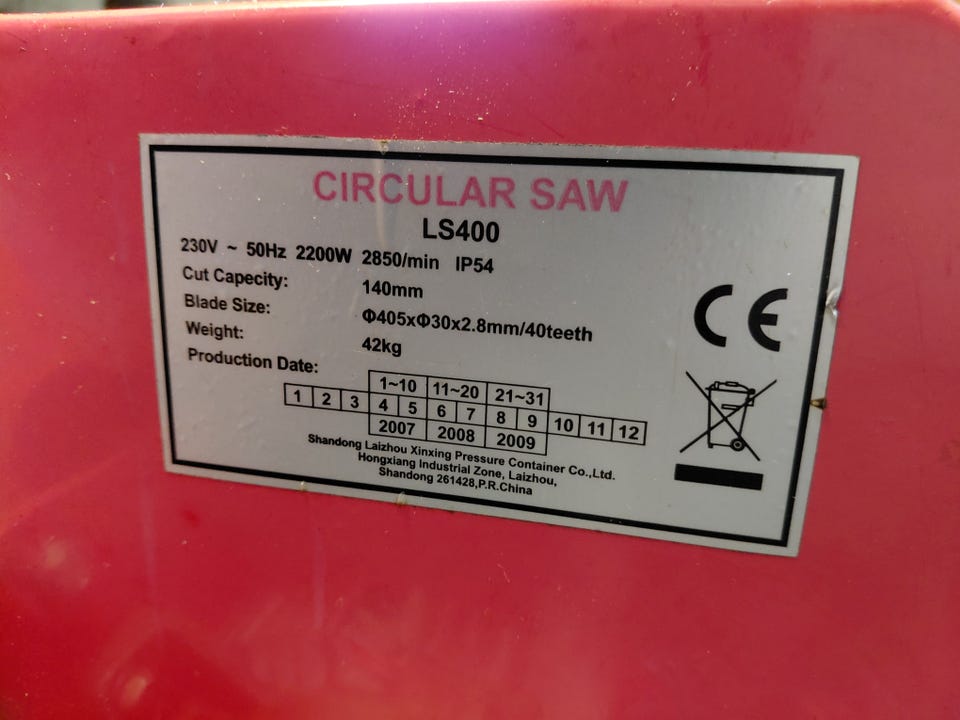 CIRCULAR SAW
LS400
230V ~ 50Hz 2200W 2850/min IP54
Cut Capecity: 140mm
Blade Size: Φ405xΦ30x2.8mm/40teeth
Weight: 42kg
Production Date:
1~10 11~20 21~31
1 2 3 4 5 6 7 8 9 10 11 12
2007 2008 2009
Shandong Laizhou Xinxing Pressure Container Co.,Ltd.
Hongxiang Industrial Zone, Laizhou,
Shandong 261428,P.R.China
CE